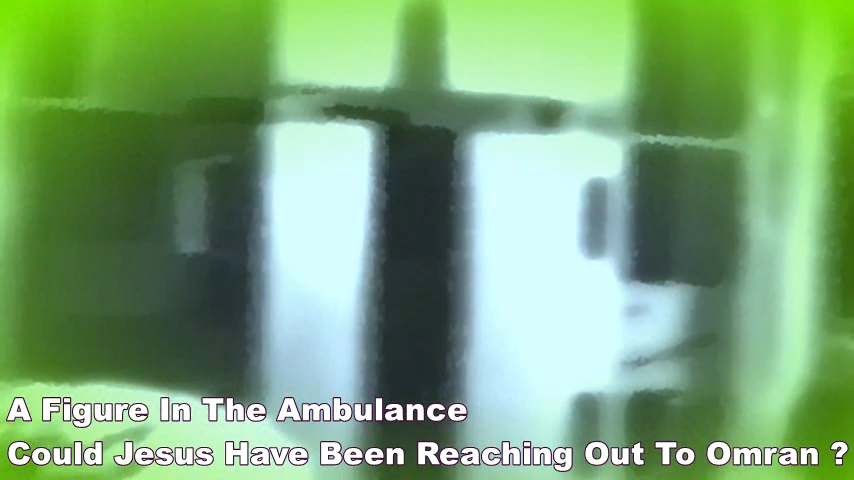 A Figure In The Ambulance
Could Jesus Have Been Reaching Out To Omran ?